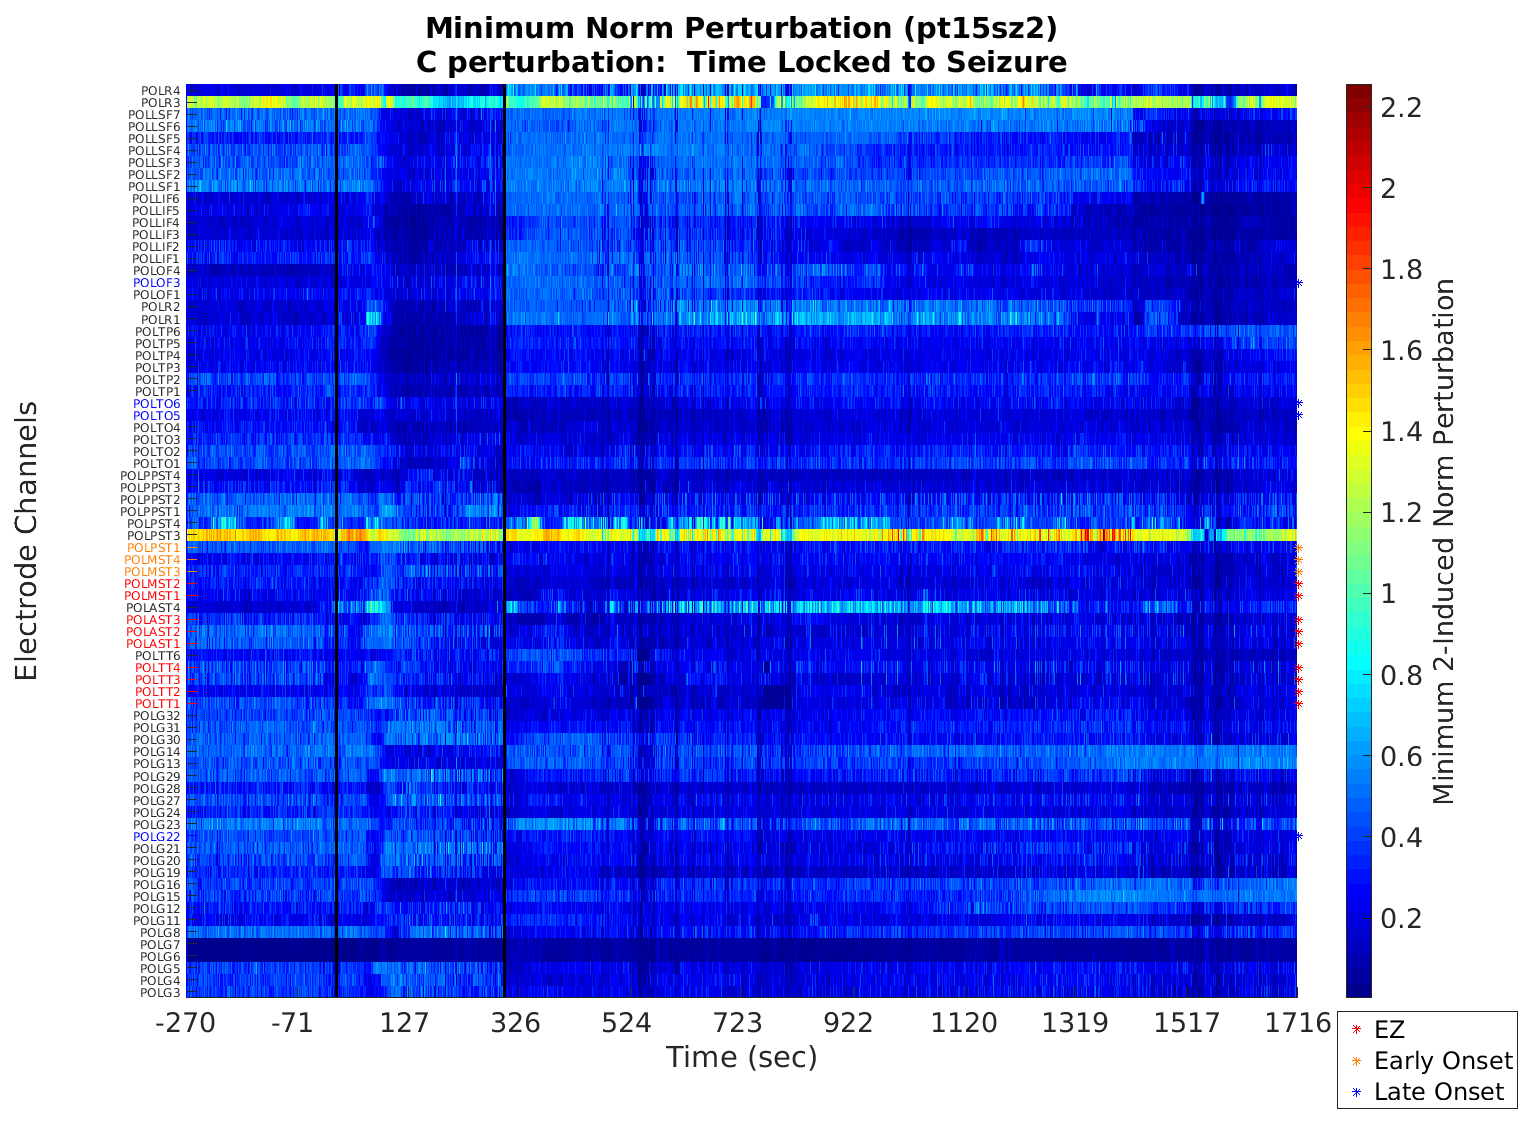 Minimum Norm Perturbation (pt15sz2)
C perturbation:  Time Locked to Seizure
Electrode Channels
POLR4
POLR3
POLLSF7
POLLSF6
POLLSF5
POLLSF4
POLLSF3
POLLSF2
POLLSF1
POLLIF6
POLLIF5
POLLIF4
POLLIF3
POLLIF2
POLLIF1
POLOF4
POLOF3
POLOF1
POLR2
POLR1
POLTP6
POLTP5
POLTP4
POLTP3
POLTP2
POLTP1
POLTO6
POLTO5
POLTO4
POLTO3
POLTO2
POLTO1
POLPPST4
POLPPST3
POLPPST2
POLPPST1
POLPST4
POLPST3
POLPST1
POLMST4
POLMST3
POLMST2
POLMST1
POLAST4
POLAST3
POLAST2
POLAST1
POLTT6
POLTT4
POLTT3
POLTT2
POLTT1
POLG32
POLG31
POLG30
POLG14
POLG13
POLG29
POLG28
POLG27
POLG24
POLG23
POLG22
POLG21
POLG20
POLG19
POLG16
POLG15
POLG12
POLG11
POLG8
POLG7
POLG6
POLG5
POLG4
POLG3
-270 -71 127 326 524 723 922 1120 1319 1517 1716
Time (sec)
2.2
2
1.8
1.6
1.4
1.2
1
0.8
0.6
0.4
0.2
Minimum 2-Induced Norm Perturbation
EZ
Early Onset
Late Onset